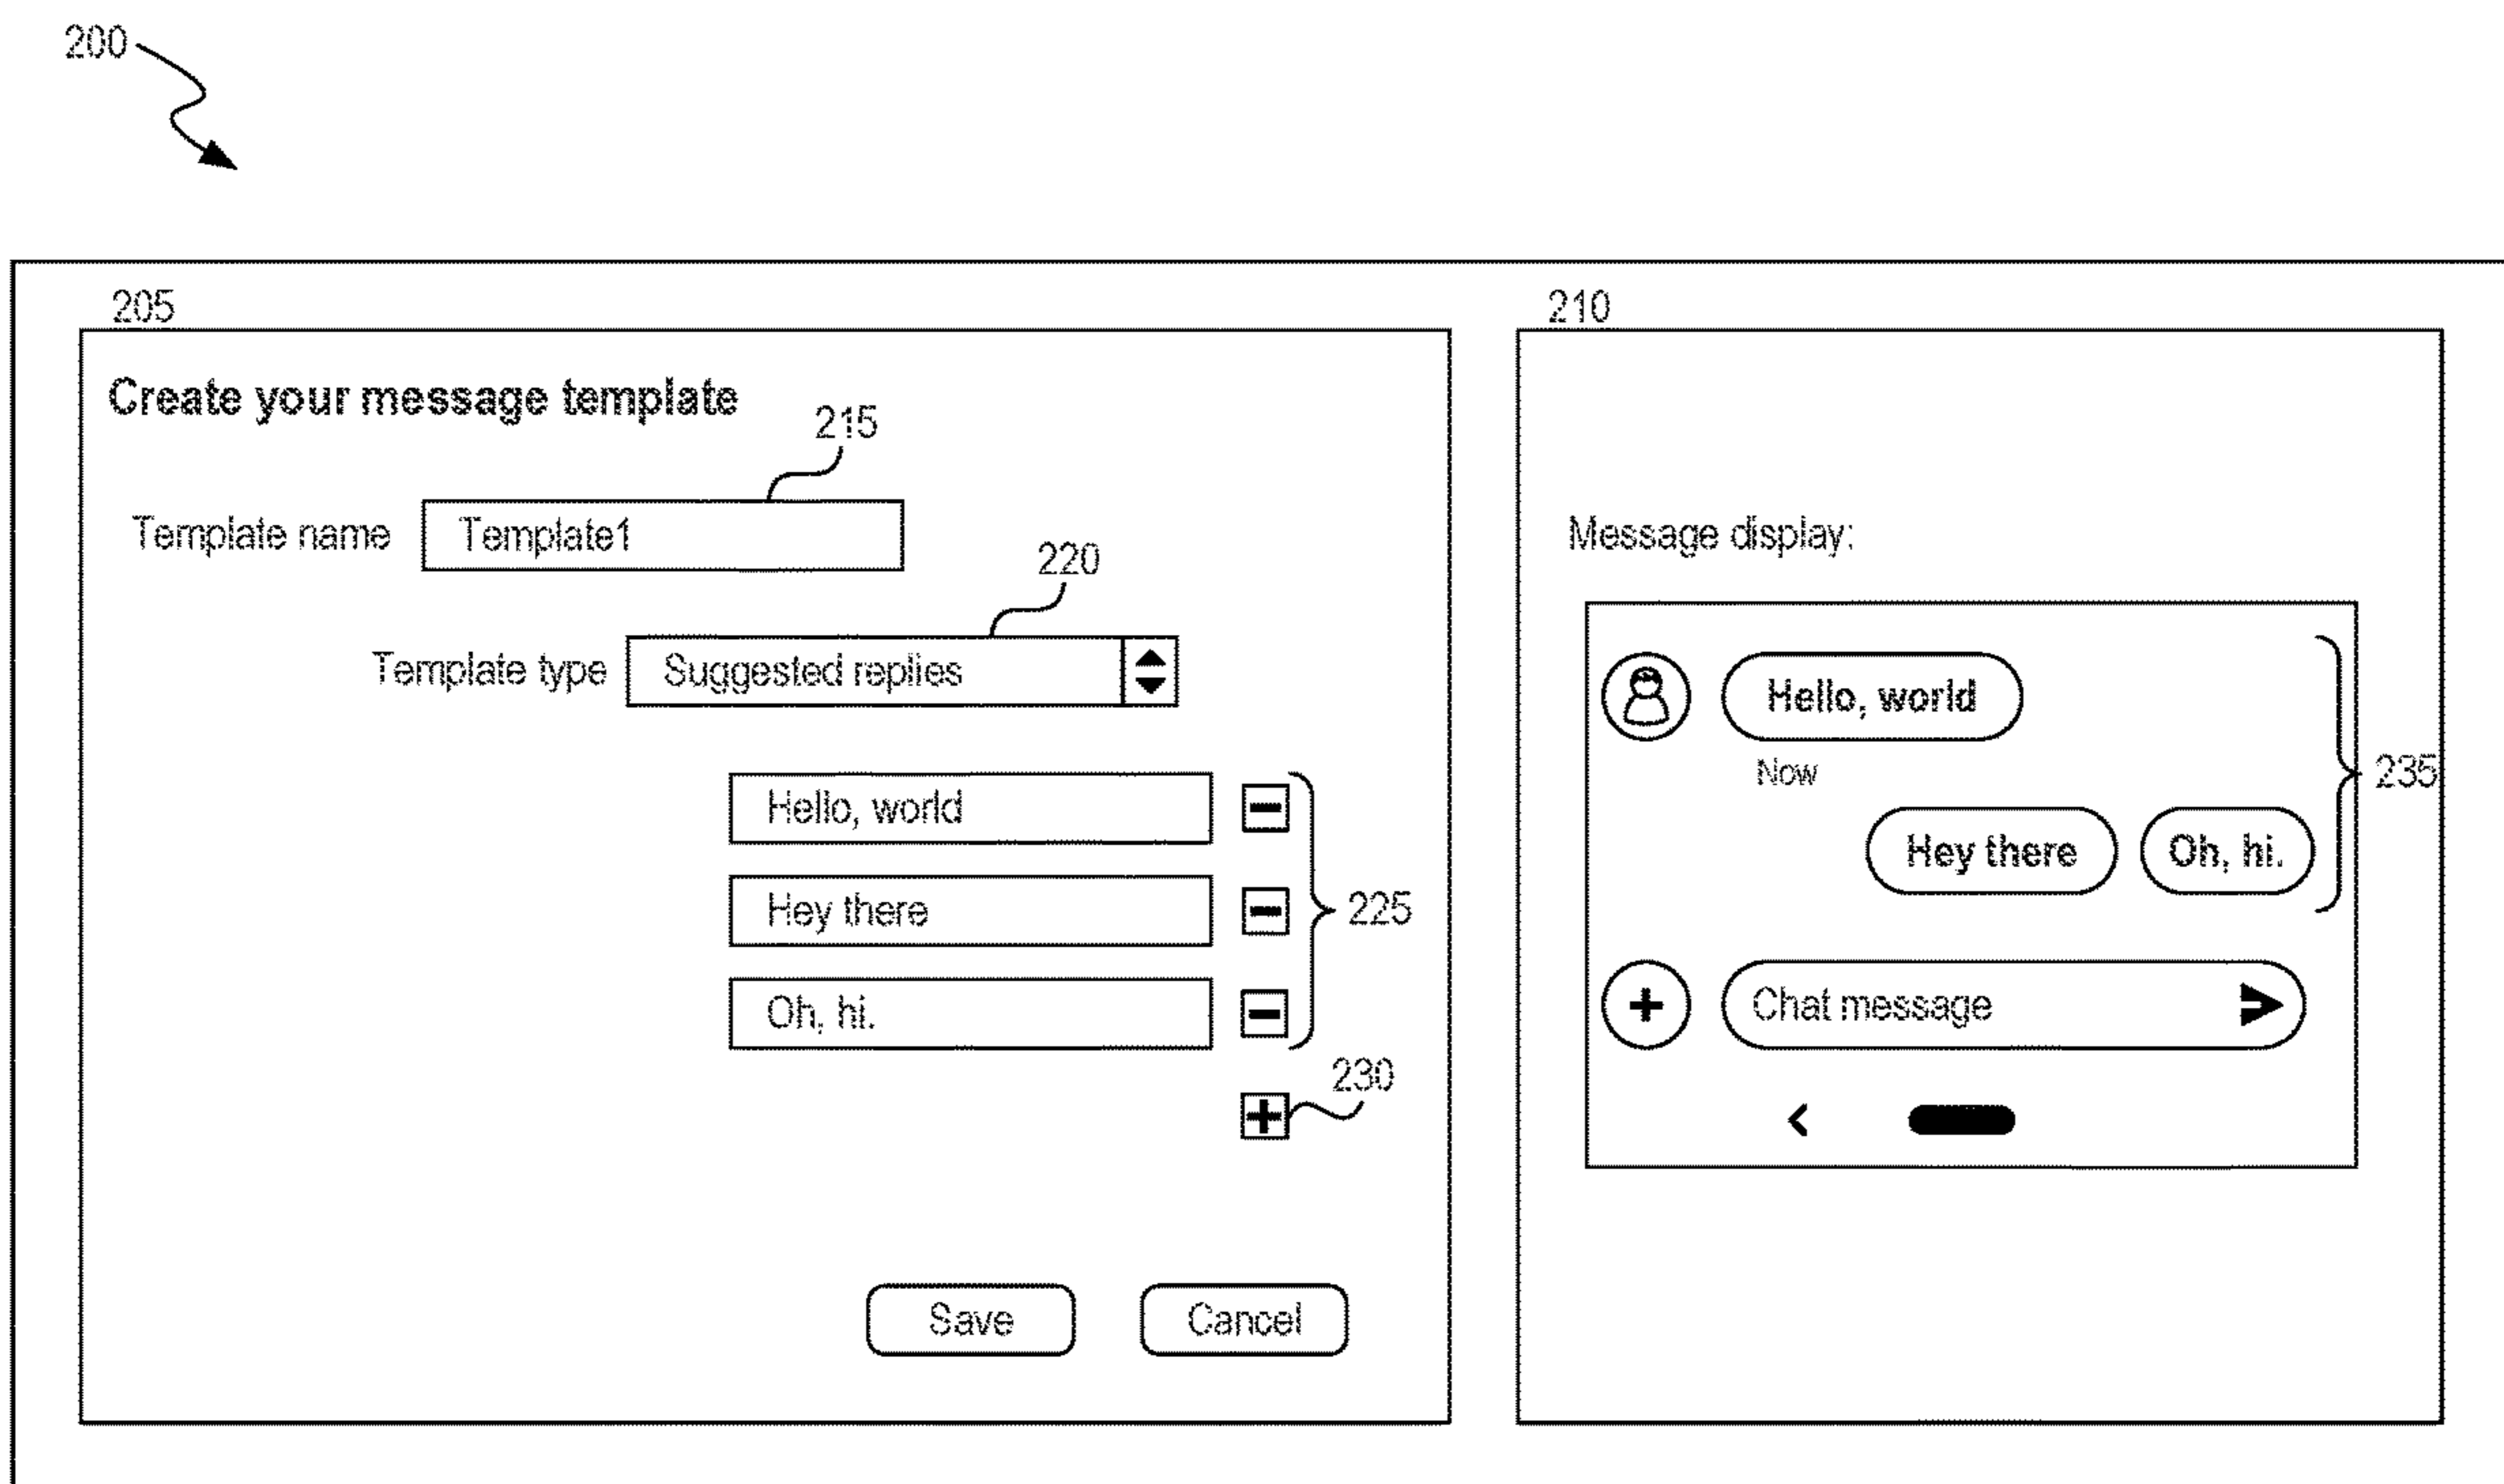 200
205
Create your message template
215
Template name Template1
220
Template type Suggested replies
Hello, world
Hey there
225
Oh, hi.
230
Save Cancel
210
Message display:
Hello, world
Now
235
Hey there Oh, hi.
Chat message